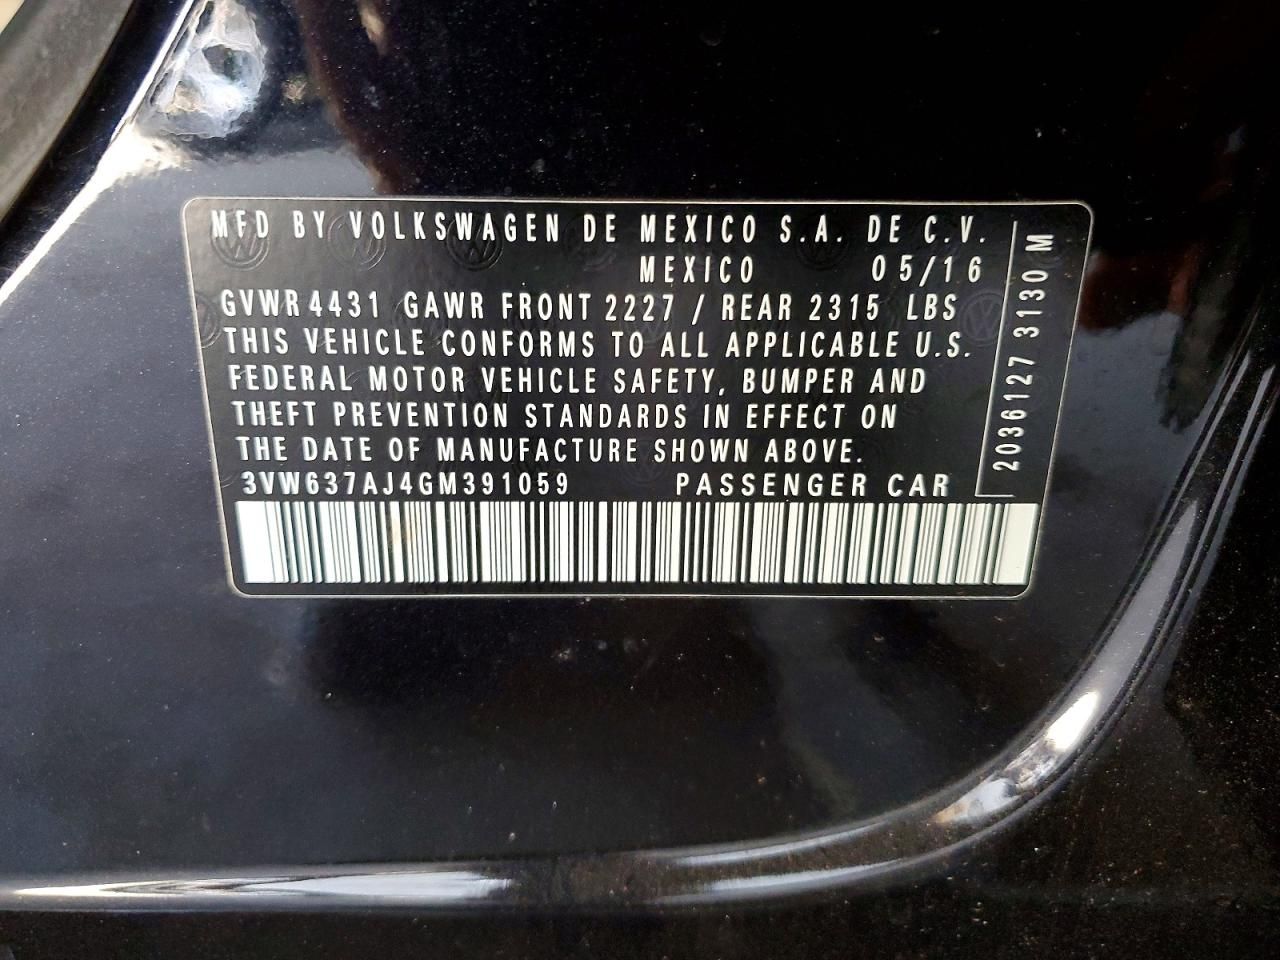 MFD BY VOLKSWAGEN DE MEXICO S.A. DE C.V.
MEXICO 05/16
GVWR 4431 GAWR FRONT 2227 / REAR 2315 LBS
THIS VEHICLE CONFORMS TO ALL APPLICABLE U.S.
FEDERAL MOTOR VEHICLE SAFETY, BUMPER AND
THEFT PREVENTION STANDARDS IN EFFECT ON
THE DATE OF MANUFACTURE SHOWN ABOVE.
3VW637AJ4GM391059 PASSENGER CAR
2036127 3130 M